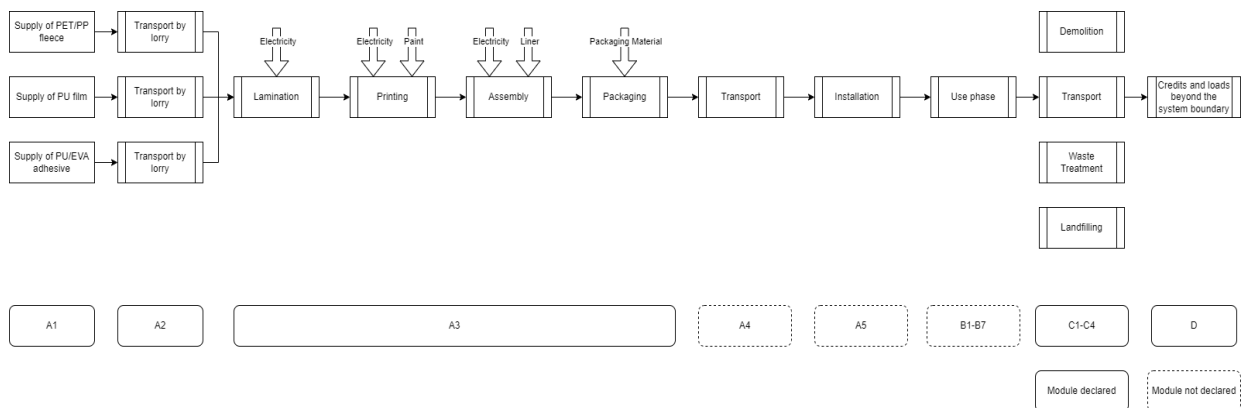 Supply of PET/PP
fleece
Transport by
lorry
Supply of PU film
Transport by
lorry
Supply of PU/EVA
adhesive
Transport by
lorry
Electricity
Lamination
Electricity
Paint
Printing
Electricity
Liner
Assembly
Packaging Material
Packaging
Transport
Installation
Use phase
Demolition
Transport
Waste
Treatment
Landfilling
Credits and loads
beyond the
system boundary
A1
A2
A3
A4
A5
B1-B7
C1-C4
D
Module declared
Module not declared